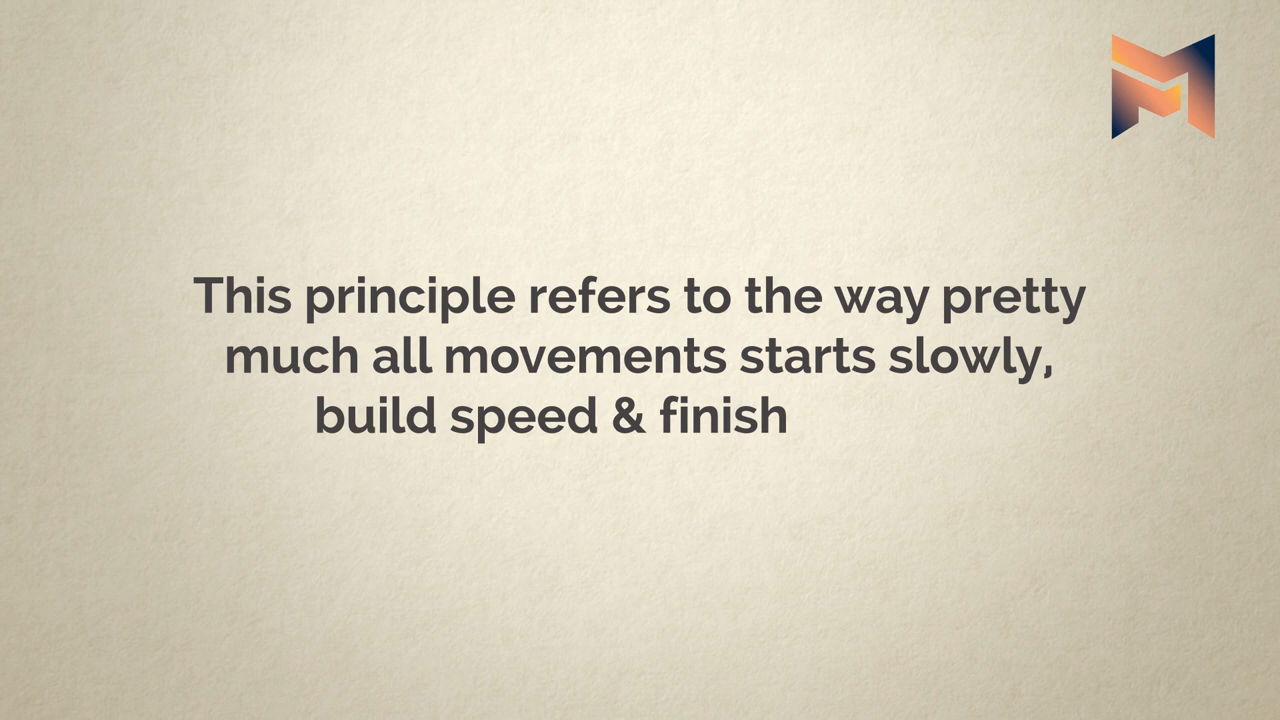 This principle refers to the way pretty
much all movements starts slowly,
build speed & finish